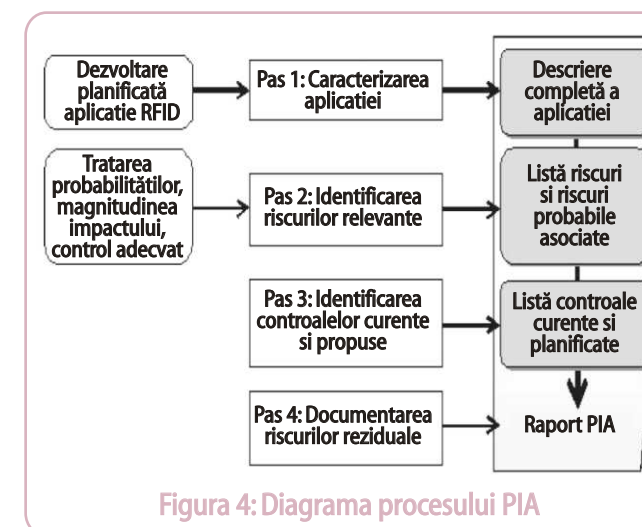 Dezvoltare
planificată
aplicatie RFID
Pas 1: Caracterizarea
aplicatiei
Descriere
completă a
aplicatiei
Tratarea
probabilitătilor,
magnitudinea
impactului,
control adecvat
Pas 2: Identificarea
riscurilor relevante
Listă riscuri
si riscuri
probabile
asociate
Pas 3: Identificarea
controalelor curente
si propuse
Listă controale
curente si
planificate
Pas 4: Documentarea
riscurilor reziduale
Raport PIA
Figura 4: Diagrama procesului PIA